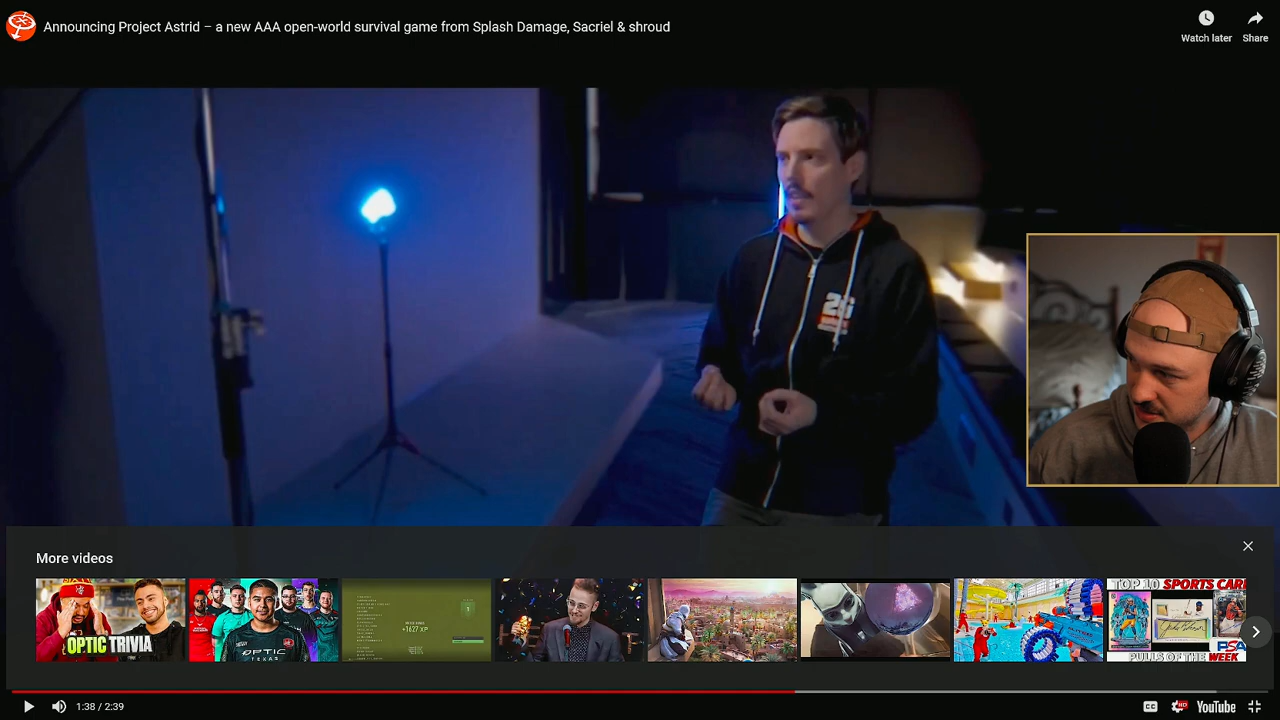 Announcing Project Astrid – a new AAA open-world survival game from Splash Damage, Sacriel & shroud
Watch later
Share
More videos
OPTIC TRIVIA
OPTIC
TEXAS
+1627 XP
TOP 10 SPORTS CAR
PSA
PULLS OF THE WEEK
1:38 / 2:39
CC
HD
YouTube